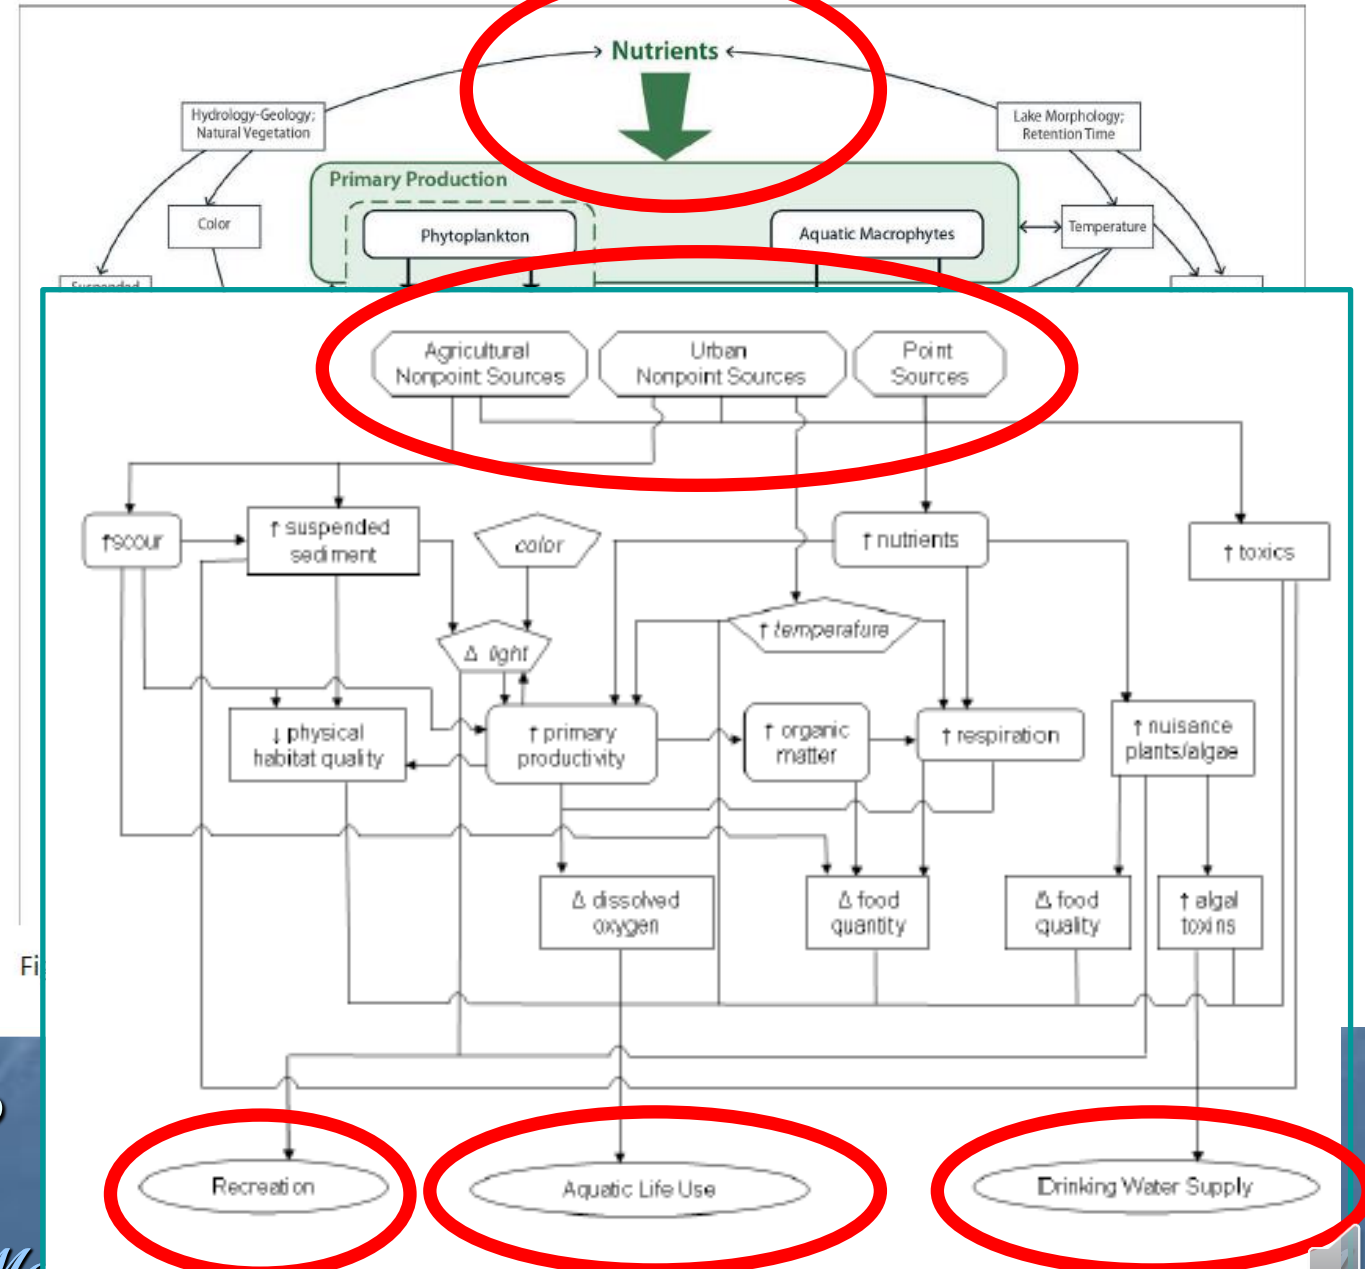 Nutrients
Hydrology-Geology;
Natural Vegetation
Lake Morphology;
Retention Time
Primary Production
Color
Phytoplankton
Aquatic Macrophytes
Temperature
Suspended
Agricultural
Nonpoint Sources
Urban
Nonpoint Sources
Point
Sources
↑scour
↑ suspended
sediment
color
↑ nutrients
↑ toxics
Δ light
↑ temperature
↓ physical
habitat quality
↑ primary
productivity
↑ organic
matter
↑ respiration
↑ nuisance
plants/algae
Δ dissolved
oxygen
Δ food
quantity
Δ food
quality
↑ algal
toxins
Fi
Recreation
Aquatic Life Use
Drinking Water Supply